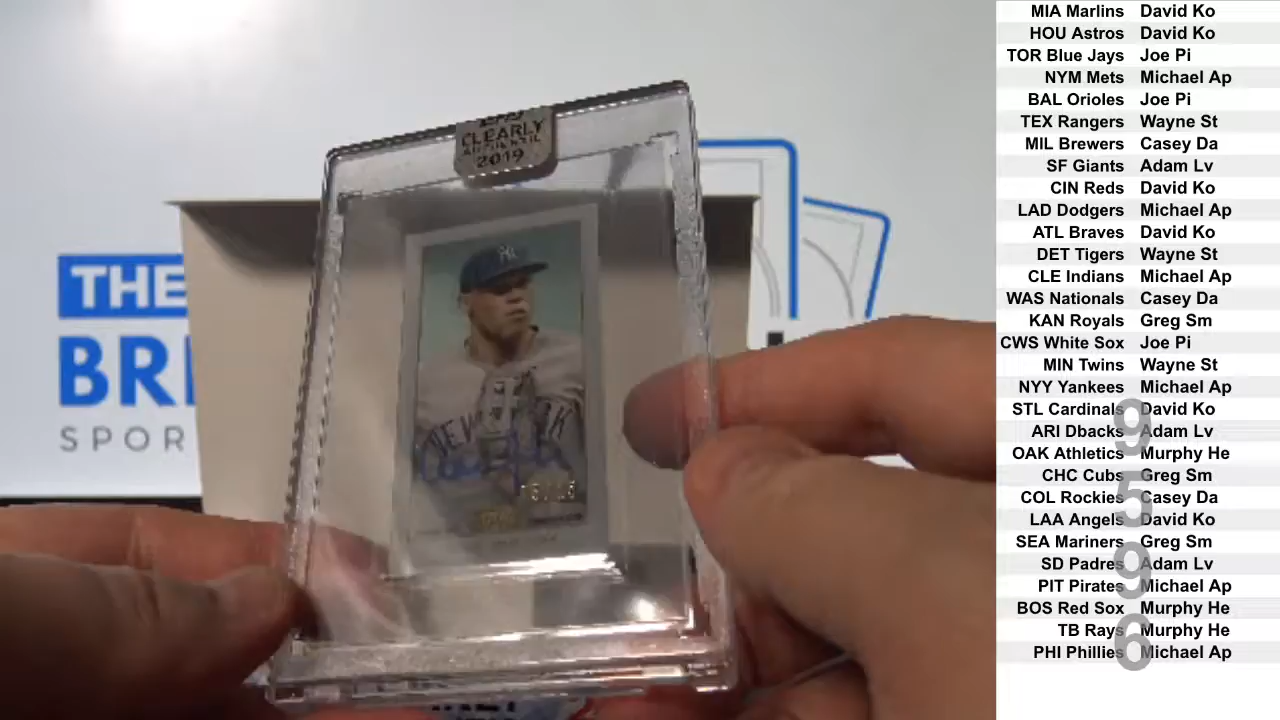 CLEARLY
AUTHENTIC
2019
THE
BR
SPOR
NEW YORK
MIA Marlins David Ko
HOU Astros David Ko
TOR Blue Jays Joe Pi
NYM Mets Michael Ap
BAL Orioles Joe Pi
TEX Rangers Wayne St
MIL Brewers Casey Da
SF Giants Adam Lv
CIN Reds David Ko
LAD Dodgers Michael Ap
ATL Braves David Ko
DET Tigers Wayne St
CLE Indians Michael Ap
WAS Nationals Casey Da
KAN Royals Greg Sm
CWS White Sox Joe Pi
MIN Twins Wayne St
NYY Yankees Michael Ap
STL Cardinals David Ko
ARI Dbacks Adam Lv
OAK Athletics Murphy He
CHC Cubs Greg Sm
COL Rockies Casey Da
LAA Angels David Ko
SEA Mariners Greg Sm
SD Padres Adam Lv
PIT Pirates Michael Ap
BOS Red Sox Murphy He
TB Rays Murphy He
PHI Phillies Michael Ap
9
5
9
6